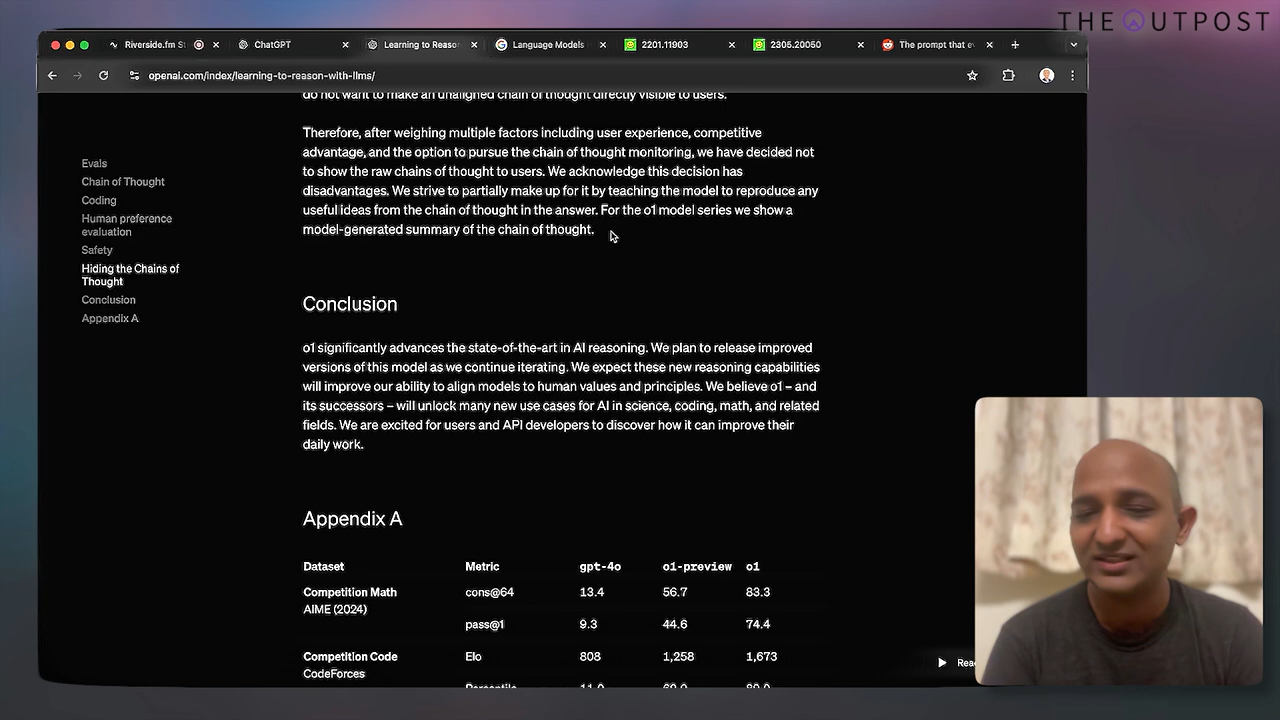 THE OUTPOST
Riverside.fm St
ChatGPT
Learning to Reaso
Language Models
2201.11903
2305.20050
The prompt that e
openai.com/index/learning-to-reason-with-llms/
do not want to make an unaligned chain of thought directly visible to users.
Therefore, after weighing multiple factors including user experience, competitive
advantage, and the option to pursue the chain of thought monitoring, we have decided not
to show the raw chains of thought to users. We acknowledge this decision has
disadvantages. We strive to partially make up for it by teaching the model to reproduce any
useful ideas from the chain of thought in the answer. For the o1 model series we show a
model-generated summary of the chain of thought.
Evals
Chain of Thought
Coding
Human preference
evaluation
Safety
Hiding the Chains of
Thought
Conclusion
Appendix A
Conclusion
o1 significantly advances the state-of-the-art in AI reasoning. We plan to release improved
versions of this model as we continue iterating. We expect these new reasoning capabilities
will improve our ability to align models to human values and principles. We believe o1 – and
its successors – will unlock many new use cases for AI in science, coding, math, and related
fields. We are excited for users and API developers to discover how it can improve their
daily work.
Appendix A
Dataset Metric gpt-4o o1-preview o1
Competition Math cons@64 13.4 56.7 83.3
AIME (2024)
pass@1 9.3 44.6 74.4
Competition Code Elo 808 1,258 1,673
CodeForces
Percentile
Rea